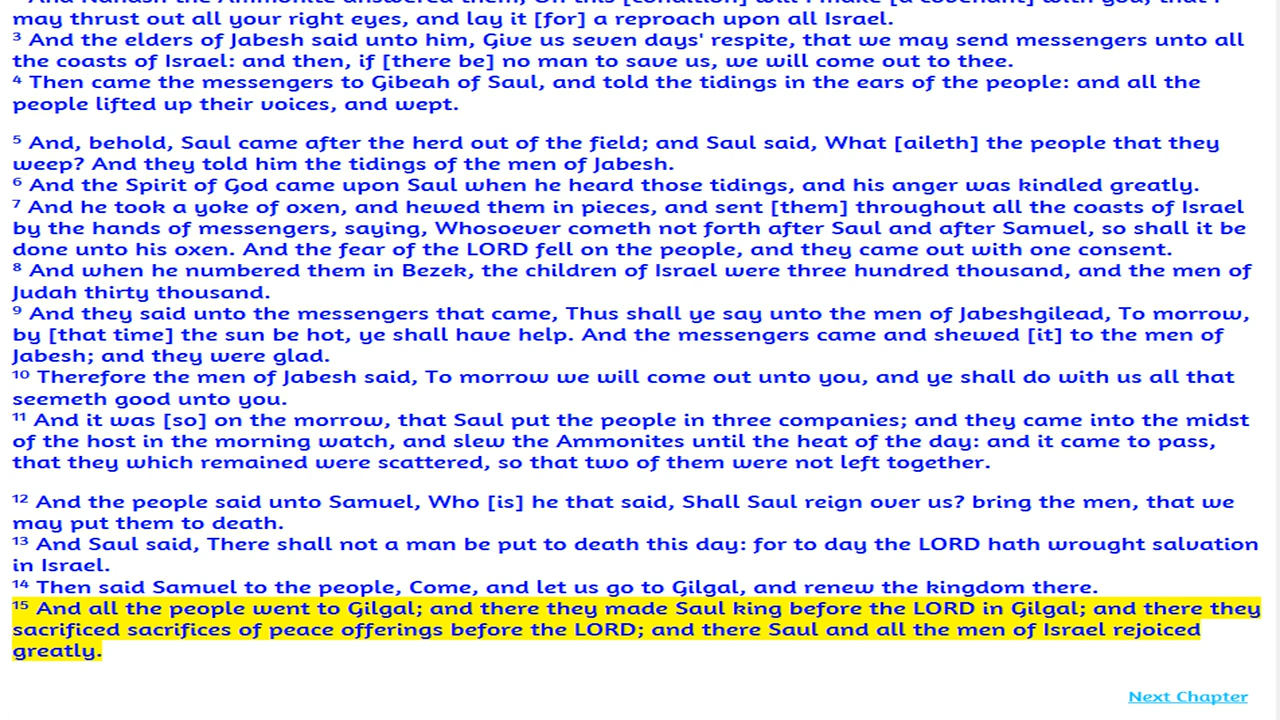 may thrust out all your right eyes, and lay it [for] a reproach upon all Israel.
³ And the elders of Jabesh said unto him, Give us seven days' respite, that we may send messengers unto all
the coasts of Israel: and then, if [there be] no man to save us, we will come out to thee.
⁴ Then came the messengers to Gibeah of Saul, and told the tidings in the ears of the people: and all the
people lifted up their voices, and wept.
⁵ And, behold, Saul came after the herd out of the field; and Saul said, What [aileth] the people that they
weep? And they told him the tidings of the men of Jabesh.
⁶ And the Spirit of God came upon Saul when he heard those tidings, and his anger was kindled greatly.
⁷ And he took a yoke of oxen, and hewed them in pieces, and sent [them] throughout all the coasts of Israel
by the hands of messengers, saying, Whosoever cometh not forth after Saul and after Samuel, so shall it be
done unto his oxen. And the fear of the LORD fell on the people, and they came out with one consent.
⁸ And when he numbered them in Bezek, the children of Israel were three hundred thousand, and the men of
Judah thirty thousand.
⁹ And they said unto the messengers that came, Thus shall ye say unto the men of Jabeshgilead, To morrow,
by [that time] the sun be hot, ye shall have help. And the messengers came and shewed [it] to the men of
Jabesh; and they were glad.
¹⁰ Therefore the men of Jabesh said, To morrow we will come out unto you, and ye shall do with us all that
seemeth good unto you.
¹¹ And it was [so] on the morrow, that Saul put the people in three companies; and they came into the midst
of the host in the morning watch, and slew the Ammonites until the heat of the day: and it came to pass,
that they which remained were scattered, so that two of them were not left together.
¹² And the people said unto Samuel, Who [is] he that said, Shall Saul reign over us? bring the men, that we
may put them to death.
¹³ And Saul said, There shall not a man be put to death this day: for to day the LORD hath wrought salvation
in Israel.
¹⁴ Then said Samuel to the people, Come, and let us go to Gilgal, and renew the kingdom there.
¹⁵ And all the people went to Gilgal; and there they made Saul king before the LORD in Gilgal; and there they
sacrificed sacrifices of peace offerings before the LORD; and there Saul and all the men of Israel rejoiced
greatly.
Next Chapter